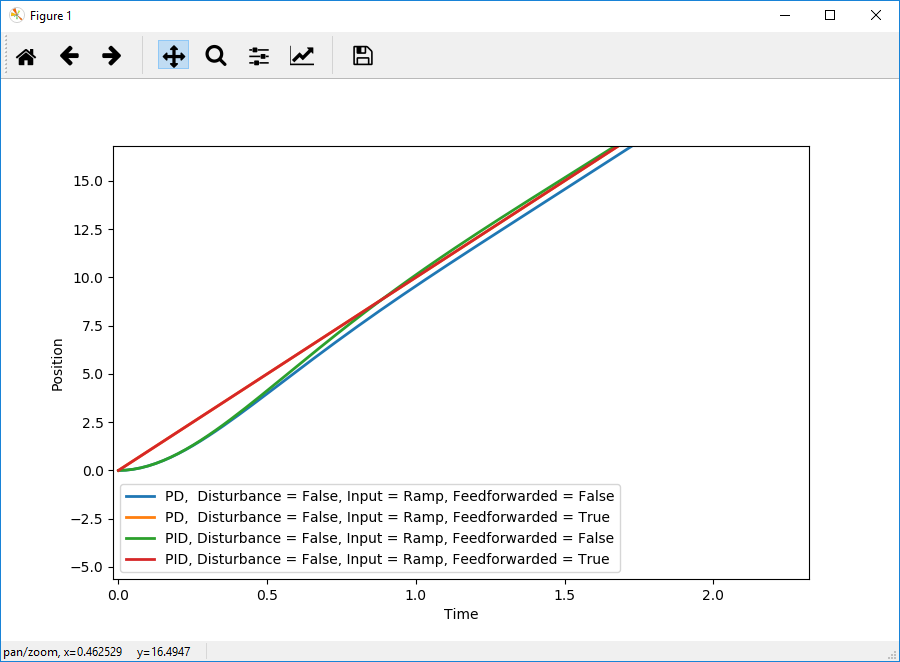 Figure 1
15.0
12.5
10.0
7.5
5.0
2.5
0.0
−2.5
−5.0
Position
PD,  Disturbance = False, Input = Ramp, Feedforwarded = False
PD,  Disturbance = False, Input = Ramp, Feedforwarded = True
PID, Disturbance = False, Input = Ramp, Feedforwarded = False
PID, Disturbance = False, Input = Ramp, Feedforwarded = True
0.0 0.5 1.0 1.5 2.0
Time
pan/zoom, x=0.462529 y=16.4947